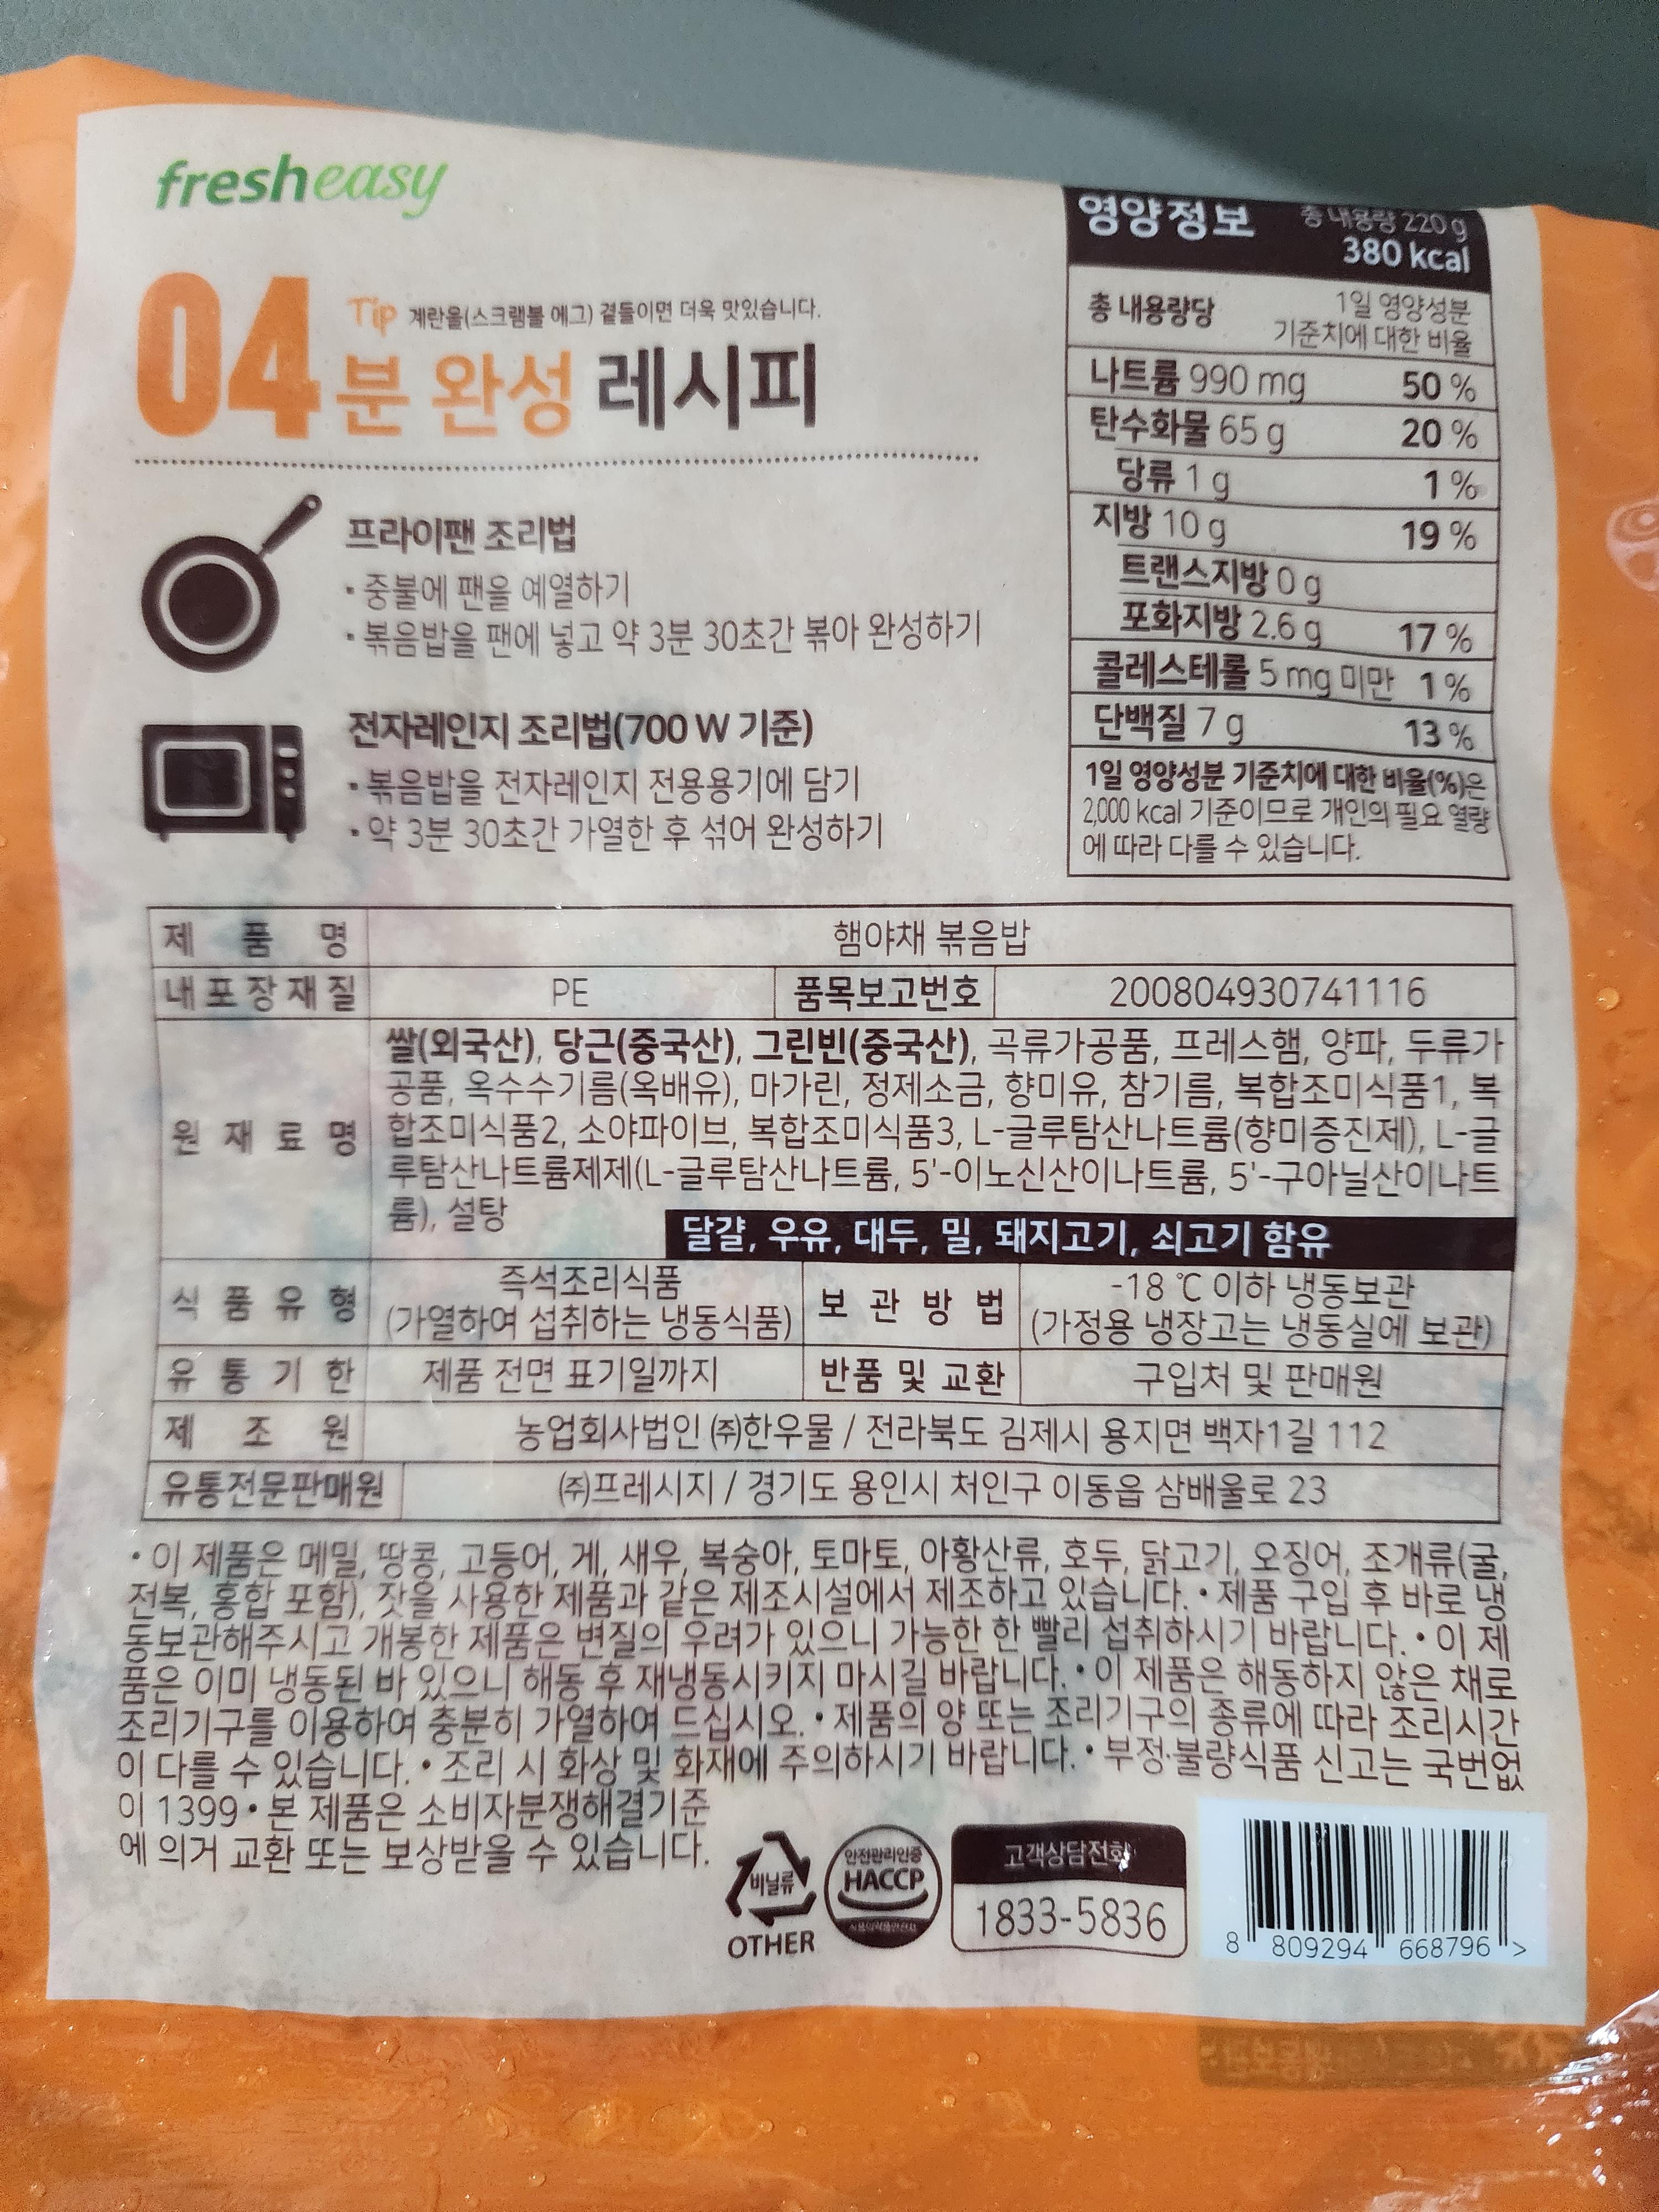 fresheasy
04분 완성 레시피
Tip 계란올(스크램블 에그) 곁들이면 더욱 맛있습니다.
프라이팬 조리법
• 중불에 팬을 예열하기
• 볶음밥을 팬에 넣고 약 3분 30초간 볶아 완성하기
전자레인지 조리법(700 W 기준)
• 볶음밥을 전자레인지 전용용기에 담기
• 약 3분 30초간 가열한 후 섞어 완성하기
영양정보 총 내용량 220 g
380 kcal
총 내용량당 1일 영양성분
기준치에 대한 비율
나트륨 990 mg 50 %
탄수화물 65 g 20 %
당류 1 g 1 %
지방 10 g 19 %
트랜스지방 0 g
포화지방 2.6 g 17 %
콜레스테롤 5 mg 미만 1 %
단백질 7 g 13 %
1일 영양성분 기준치에 대한 비율(%)은
2,000 kcal 기준이므로 개인의 필요 열량
에 따라 다를 수 있습니다.
제품명 햄야채 볶음밥
내포장재질 PE 품목보고번호 200804930741116
원재료명 쌀(외국산), 당근(중국산), 그린빈(중국산), 곡류가공품, 프레스햄, 양파, 두류가
공품, 옥수수기름(옥배유), 마가린, 정제소금, 향미유, 참기름, 복합조미식품1, 복
합조미식품2, 소야파이브, 복합조미식품3, L-글루탐산나트륨(향미증진제), L-글
루탐산나트륨제제(L-글루탐산나트륨, 5'-이노신산이나트륨, 5'-구아닐산이나트
륨), 설탕
달걀, 우유, 대두, 밀, 돼지고기, 쇠고기 함유
식품유형 즉석조리식품
(가열하여 섭취하는 냉동식품)
보관방법 -18 ℃ 이하 냉동보관
(가정용 냉장고는 냉동실에 보관)
유통기한 제품 전면 표기일까지 반품 및 교환 구입처 및 판매원
제조원 농업회사법인 ㈜한우물 / 전라북도 김제시 용지면 백자1길 112
유통전문판매원 ㈜프레시지 / 경기도 용인시 처인구 이동읍 삼배울로 23
• 이 제품은 메밀, 땅콩, 고등어, 게, 새우, 복숭아, 토마토, 아황산류, 호두, 닭고기, 오징어, 조개류(굴,
전복, 홍합 포함), 잣을 사용한 제품과 같은 제조시설에서 제조하고 있습니다. • 제품 구입 후 바로 냉
동보관해주시고 개봉한 제품은 변질의 우려가 있으니 가능한 한 빨리 섭취하시기 바랍니다. • 이 제
품은 이미 냉동된 바 있으니 해동 후 재냉동시키지 마시길 바랍니다. • 이 제품은 해동하지 않은 채로
조리기구를 이용하여 충분히 가열하여 드십시오. • 제품의 양 또는 조리기구의 종류에 따라 조리시간
이 다를 수 있습니다. • 조리 시 화상 및 화재에 주의하시기 바랍니다. • 부정·불량식품 신고는 국번없
이 1399 • 본 제품은 소비자분쟁해결기준
에 의거 교환 또는 보상받을 수 있습니다.
비닐류
OTHER
안전관리인증
HACCP
고객상담전화
1833-5836
8 809294 668796 >